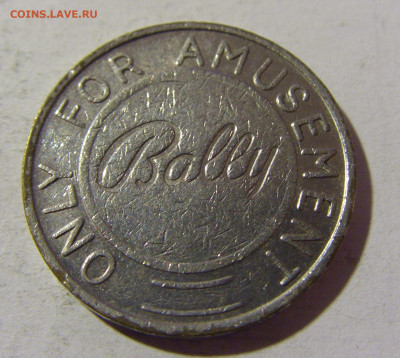 COINS.LAVE.RU
ONLY FOR AMUSEMENT
Bally